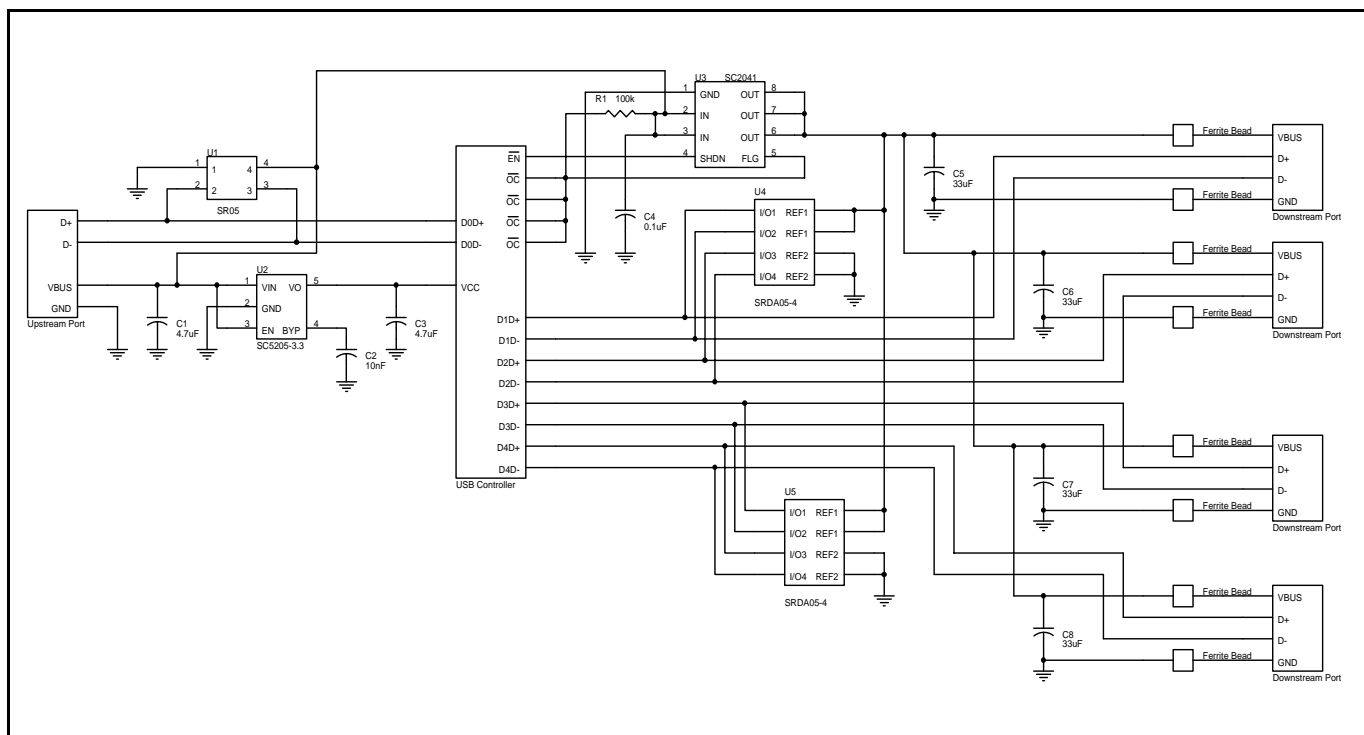 U3 SC2041
1 GND OUT 8
R1 100k
2 IN OUT 7
3 IN OUT 6
4 SHDN FLG 5
U1
1 1 4 4
2 2 3 3
SR05
D+
D-
VBUS
GND
Upstream Port
U2
1 VIN VO 5
2 GND
3 EN BYP 4
SC5205-3.3
C1
4.7uF
C2
10nF
C3
4.7uF
EN
OC
OC
OC
OC
D0D+
D0D-
VCC
D1D+
D1D-
D2D+
D2D-
D3D+
D3D-
D4D+
D4D-
USB Controller
C4
0.1uF
U4
I/O1 REF1
I/O2 REF1
I/O3 REF2
I/O4 REF2
SRDA05-4
U5
I/O1 REF1
I/O2 REF1
I/O3 REF2
I/O4 REF2
SRDA05-4
C5
33uF
Ferrite Bead
Ferrite Bead
VBUS
D+
D-
GND
Downstream Port
C6
33uF
Ferrite Bead
Ferrite Bead
VBUS
D+
D-
GND
Downstream Port
C7
33uF
Ferrite Bead
Ferrite Bead
VBUS
D+
D-
GND
Downstream Port
C8
33uF
Ferrite Bead
Ferrite Bead
VBUS
D+
D-
GND
Downstream Port